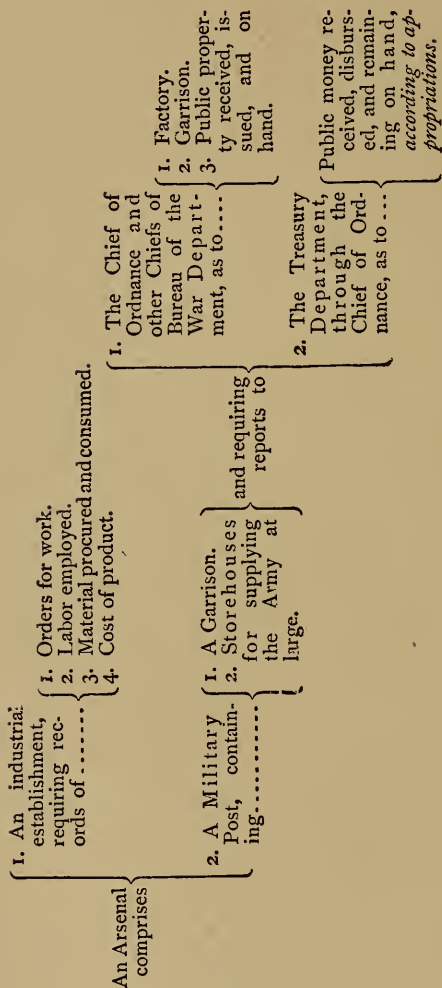 An Arsenal
comprises
1. An industrial
establishment,
requiring rec-
ords of ........
1. Orders for work.
2. Labor employed.
3. Material procured and consumed.
4. Cost of product.
2. A Military
Post, contain-
ing............
1. A Garrison.
2. Storehouses
for supplying
the Army at
large.
and requiring
reports to
1. The Chief of
Ordnance and
other Chiefs of
Bureau of the
War Depart-
ment, as to....
1. Factory.
2. Garrison.
3. Public proper-
ty received, is-
sued, and on
hand.
2. The Treasury
Department,
through the
Chief of Ord-
nance, as to ...
Public money re-
ceived, disburs-
ed, and remain-
ing on hand,
according to ap-
propriations.